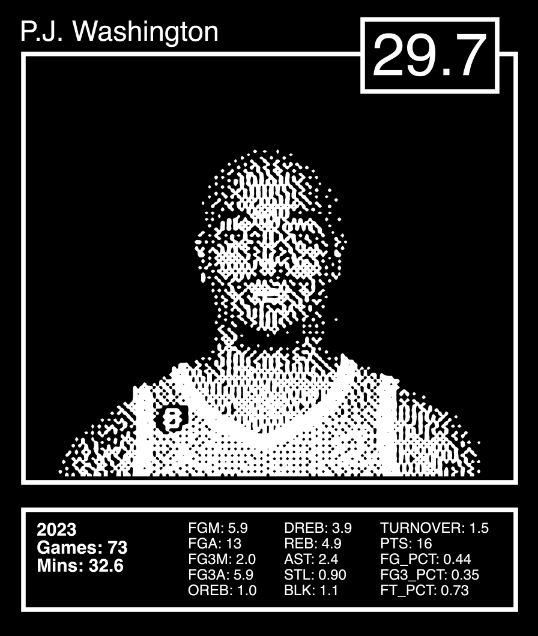 P.J. Washington
29.7
2023
Games: 73
Mins: 32.6
FGM: 5.9
FGA: 13
FG3M: 2.0
FG3A: 5.9
OREB: 1.0
DREB: 3.9
REB: 4.9
AST: 2.4
STL: 0.90
BLK: 1.1
TURNOVER: 1.5
PTS: 16
FG_PCT: 0.44
FG3_PCT: 0.35
FT_PCT: 0.73